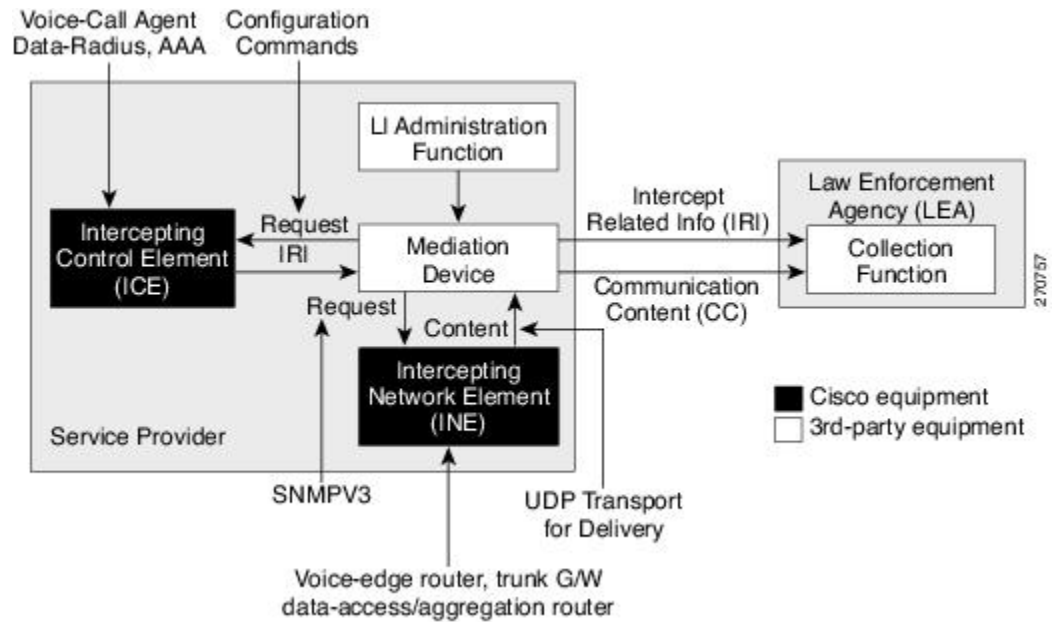 Voice-Call Agent
Data-Radius, AAA
Configuration
Commands
LI Administration
Function
Intercepting
Control Element
(ICE)
Request
IRI
Mediation
Device
Intercept
Related Info (IRI)
Communication
Content (CC)
Law Enforcement
Agency (LEA)
Collection
Function
270757
Request
Content
Intercepting
Network Element
(INE)
Service Provider
Cisco equipment
3rd-party equipment
SNMPV3
UDP Transport
for Delivery
Voice-edge router, trunk G/W
data-access/aggregation router